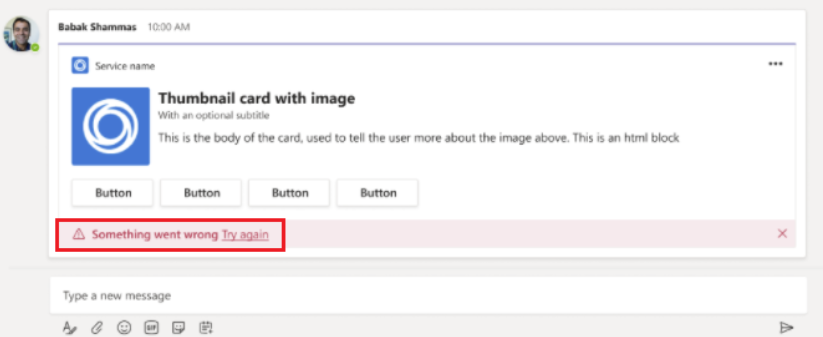 Babak Shammas 10:00 AM
Service name
Thumbnail card with image
With an optional subtitle
This is the body of the card, used to tell the user more about the image above. This is an html block
Button Button Button Button
Something went wrong Try again
Type a new message
GIF